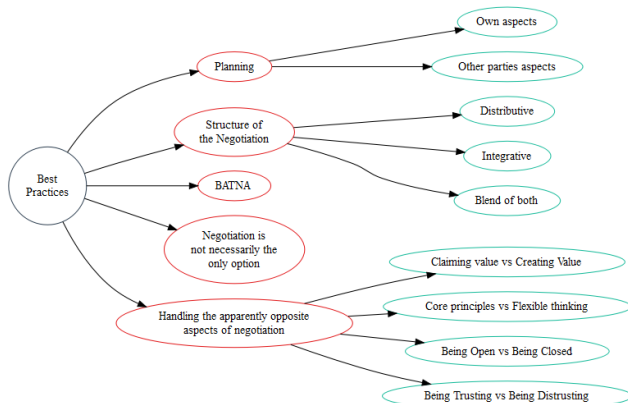 Best
Practices
Planning
Own aspects
Other parties aspects
Structure of
the Negotiation
Distributive
Integrative
Blend of both
BATNA
Negotiation is
not necessarily the
only option
Handling the apparently opposite
aspects of negotiation
Claiming value vs Creating Value
Core principles vs Flexible thinking
Being Open vs Being Closed
Being Trusting vs Being Distrusting